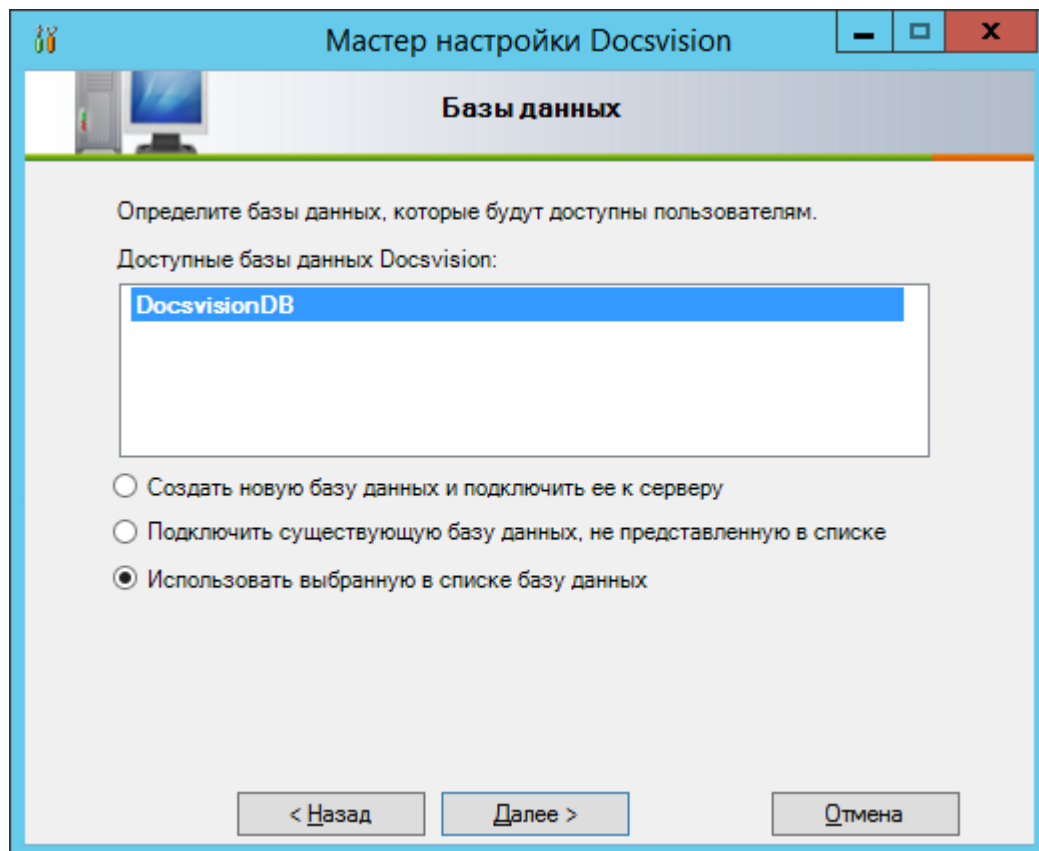 Мастер настройки Docsvision
Базы данных
Определите базы данных, которые будут доступны пользователям.
Доступные базы данных Docsvision:
DocsvisionDB
Создать новую базу данных и подключить ее к серверу
Подключить существующую базу данных, не представленную в списке
Использовать выбранную в списке базу данных
< Назад Далее > Отмена